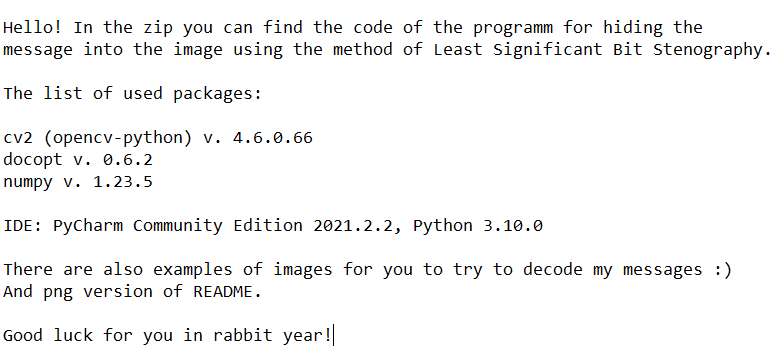 Hello! In the zip you can find the code of the programm for hiding the
message into the image using the method of Least Significant Bit Stenography.
The list of used packages:
cv2 (opencv-python) v. 4.6.0.66
docopt v. 0.6.2
numpy v. 1.23.5
IDE: PyCharm Community Edition 2021.2.2, Python 3.10.0
There are also examples of images for you to try to decode my messages :)
And png version of README.
Good luck for you in rabbit year!